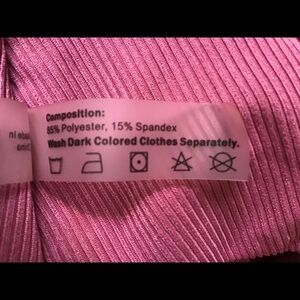 Composition:
85% Polyester, 15% Spandex
Wash Dark Colored Clothes Separately.